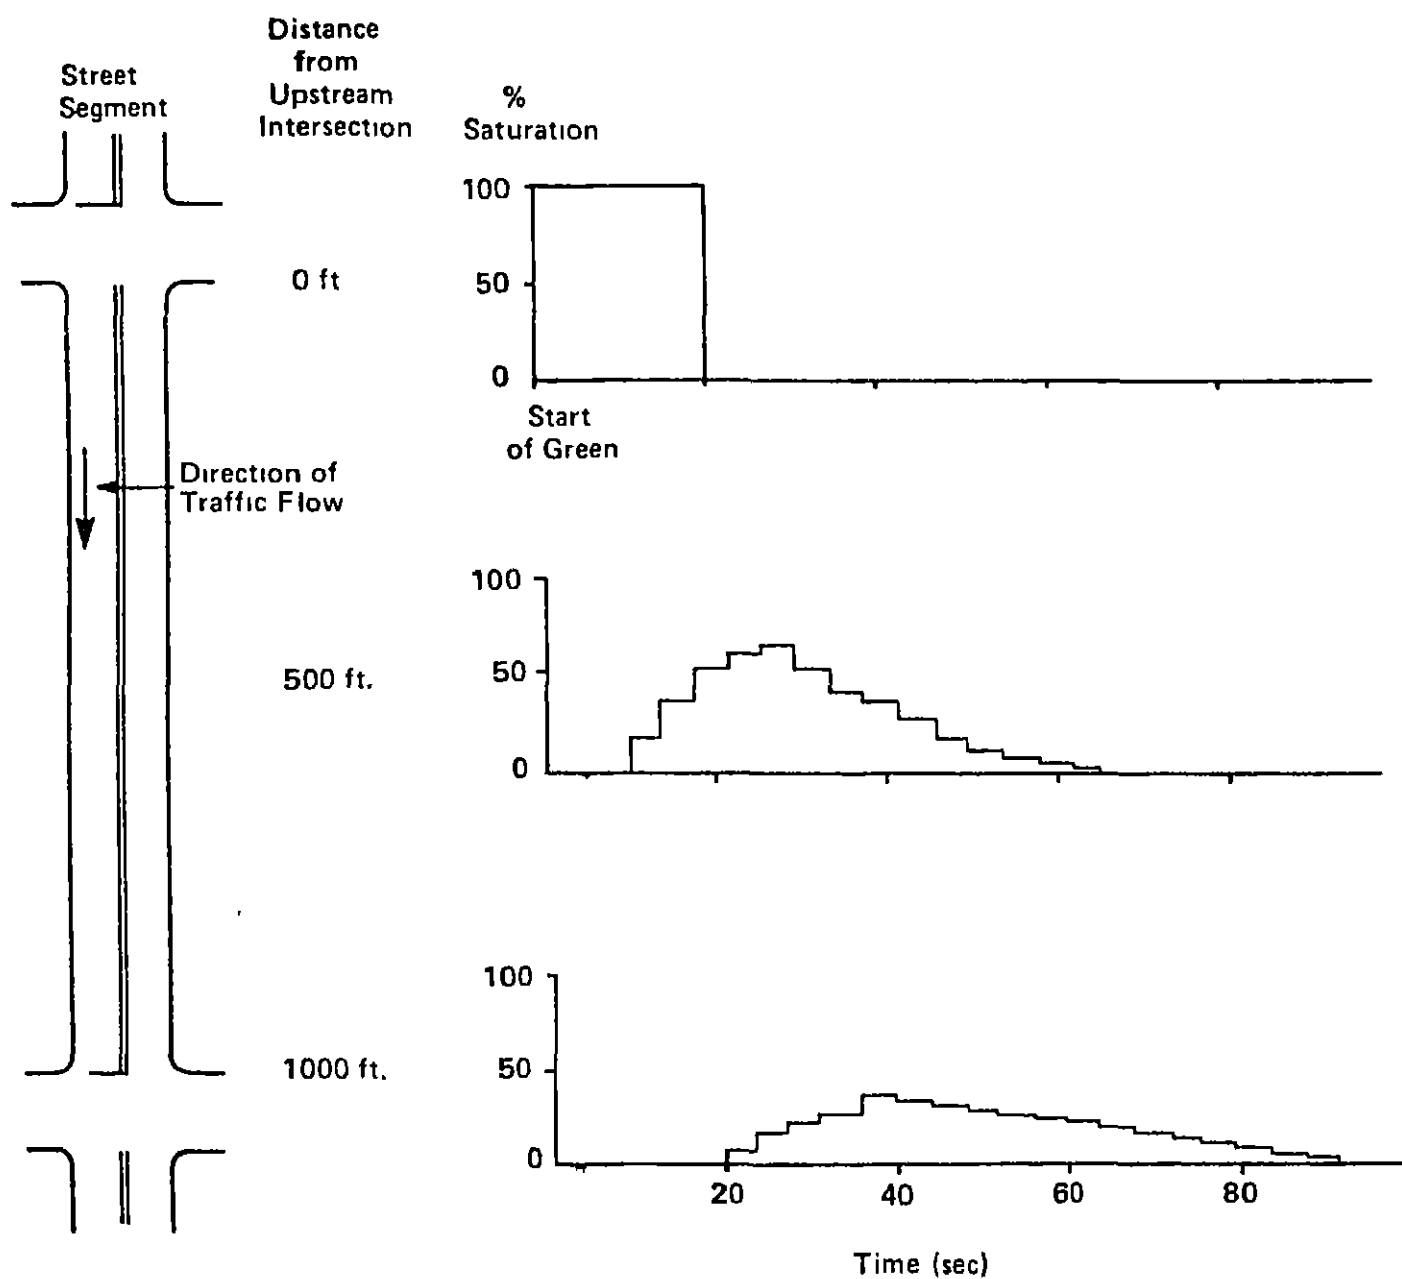 Distance
from
Upstream
Intersection
Street
Segment
%
Saturation
100
50
0
0 ft
Start
of Green
Direction of
Traffic Flow
100
50
0
500 ft.
100
50
0
1000 ft.
20 40 60 80
Time (sec)